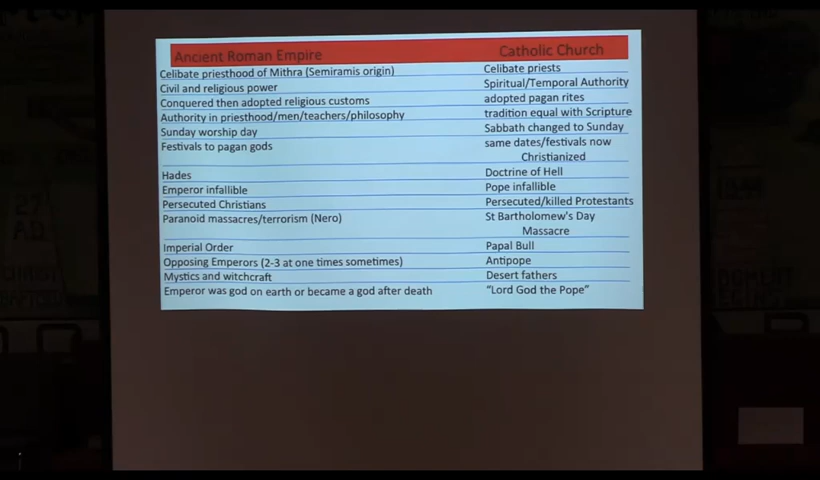 Ancient Roman Empire Catholic Church
Celibate priesthood of Mithra (Semiramis origin) Celibate priests
Civil and religious power Spiritual/Temporal Authority
Conquered then adopted religious customs adopted pagan rites
Authority in priesthood/men/teachers/philosophy tradition equal with Scripture
Sunday worship day Sabbath changed to Sunday
Festivals to pagan gods same dates/festivals now
Christianized
Hades Doctrine of Hell
Emperor infallible Pope infallible
Persecuted Christians Persecuted/killed Protestants
Paranoid massacres/terrorism (Nero) St Bartholomew's Day
Massacre
Imperial Order Papal Bull
Opposing Emperors (2-3 at one times sometimes) Antipope
Mystics and witchcraft Desert fathers
Emperor was god on earth or became a god after death "Lord God the Pope"
27
A.D.